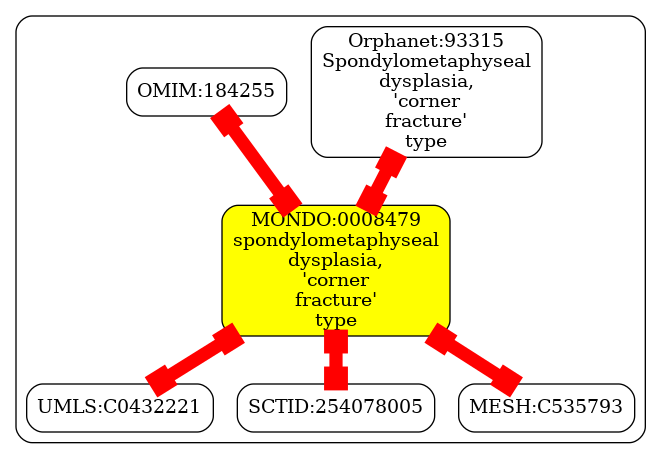 Orphanet:93315
Spondylometaphyseal
dysplasia,
'corner
fracture'
type
OMIM:184255
MONDO:0008479
spondylometaphyseal
dysplasia,
'corner
fracture'
type
UMLS:C0432221
SCTID:254078005
MESH:C535793